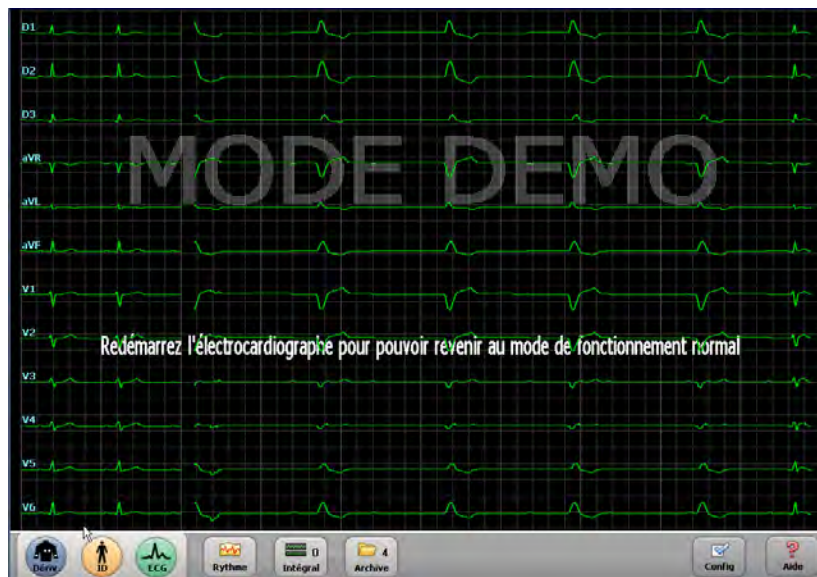 D1
D2
D3
aVR
MODE DEMO
aVL
aVF
V1
V2
Redémarrez l'électrocardiographe pour pouvoir revenir au mode de fonctionnement normal
V3
V4
V5
V6
Dériv.
ID
ECG
Rythme
0
Intégral
4
Archive
Config
?
Aide